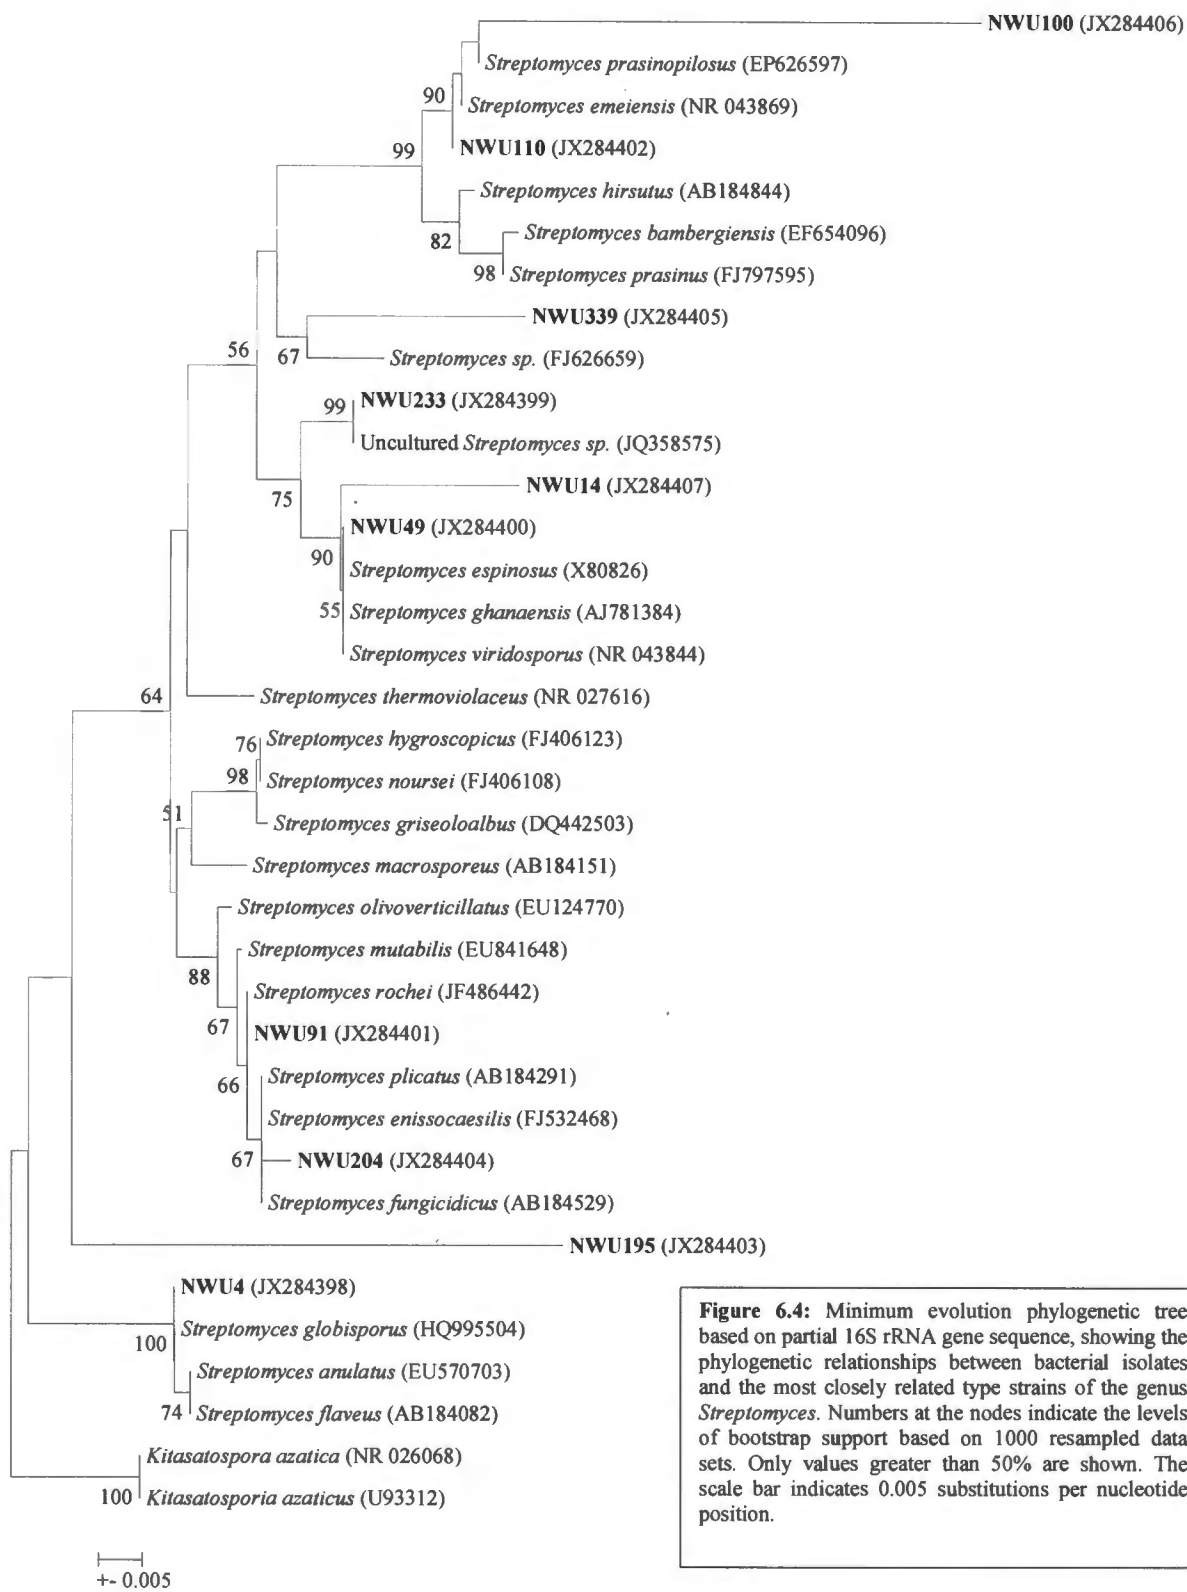 NWU100 (JX284406)
Streptomyces prasinopilosus (EP626597)
90
Streptomyces emeiensis (NR 043869)
99
NWU110 (JX284402)
Streptomyces hirsutus (AB184844)
82
Streptomyces bambergiensis (EF654096)
98
Streptomyces prasinus (FJ797595)
NWU339 (JX284405)
56
67
Streptomyces sp. (FJ626659)
99
NWU233 (JX284399)
Uncultured Streptomyces sp. (JQ358575)
75
NWU14 (JX284407)
NWU49 (JX284400)
90
Streptomyces espinosus (X80826)
55
Streptomyces ghanaensis (AJ781384)
Streptomyces viridosporus (NR 043844)
64
Streptomyces thermoviolaceus (NR 027616)
76
Streptomyces hygroscopicus (FJ406123)
98
Streptomyces noursei (FJ406108)
51
Streptomyces griseoloalbus (DQ442503)
Streptomyces macrosporeus (AB184151)
Streptomyces olivoverticillatus (EU124770)
Streptomyces mutabilis (EU841648)
88
Streptomyces rochei (JF486442)
67
NWU91 (JX284401)
66
Streptomyces plicatus (AB184291)
Streptomyces enissocaesilis (FJ532468)
67
NWU204 (JX284404)
Streptomyces fungicidicus (AB184529)
NWU195 (JX284403)
NWU4 (JX284398)
100
Streptomyces globisporus (HQ995504)
Streptomyces anulatus (EU570703)
74
Streptomyces flaveus (AB184082)
Kitasatospora azatica (NR 026068)
100
Kitasatosporia azaticus (U93312)
+- 0.005
Figure 6.4: Minimum evolution phylogenetic tree
based on partial 16S rRNA gene sequence, showing the
phylogenetic relationships between bacterial isolates
and the most closely related type strains of the genus
Streptomyces. Numbers at the nodes indicate the levels
of bootstrap support based on 1000 resampled data
sets. Only values greater than 50% are shown. The
scale bar indicates 0.005 substitutions per nucleotide
position.